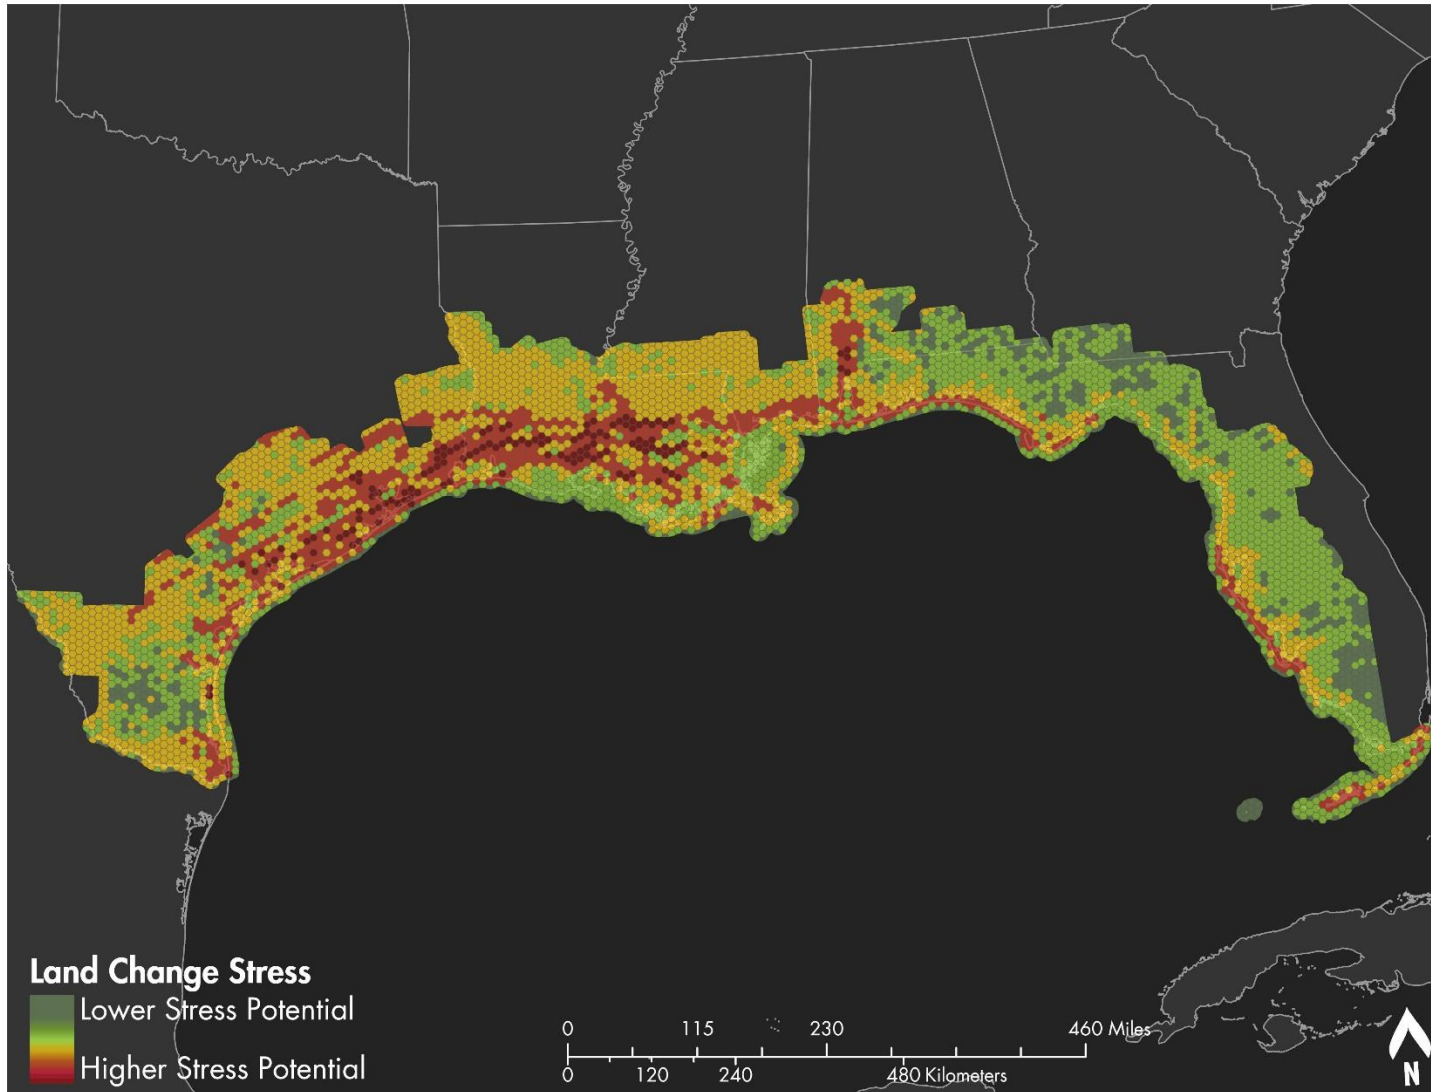 Land Change Stress
Lower Stress Potential
Higher Stress Potential
0 115 230 460 Miles
0 120 240 480 Kilometers
N